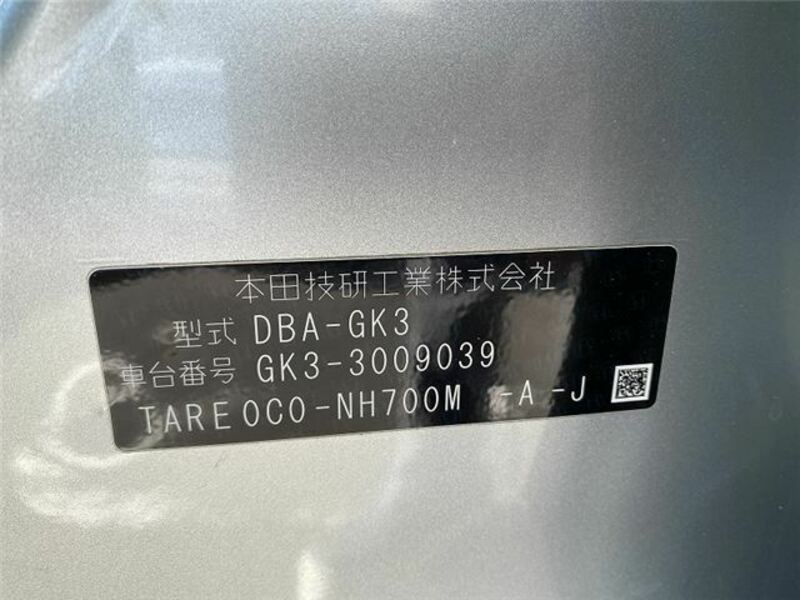 本田技研工業株式会社
型式 DBA-GK3
車台番号 GK3-3009039
TARE0C0-NH700M -A -J